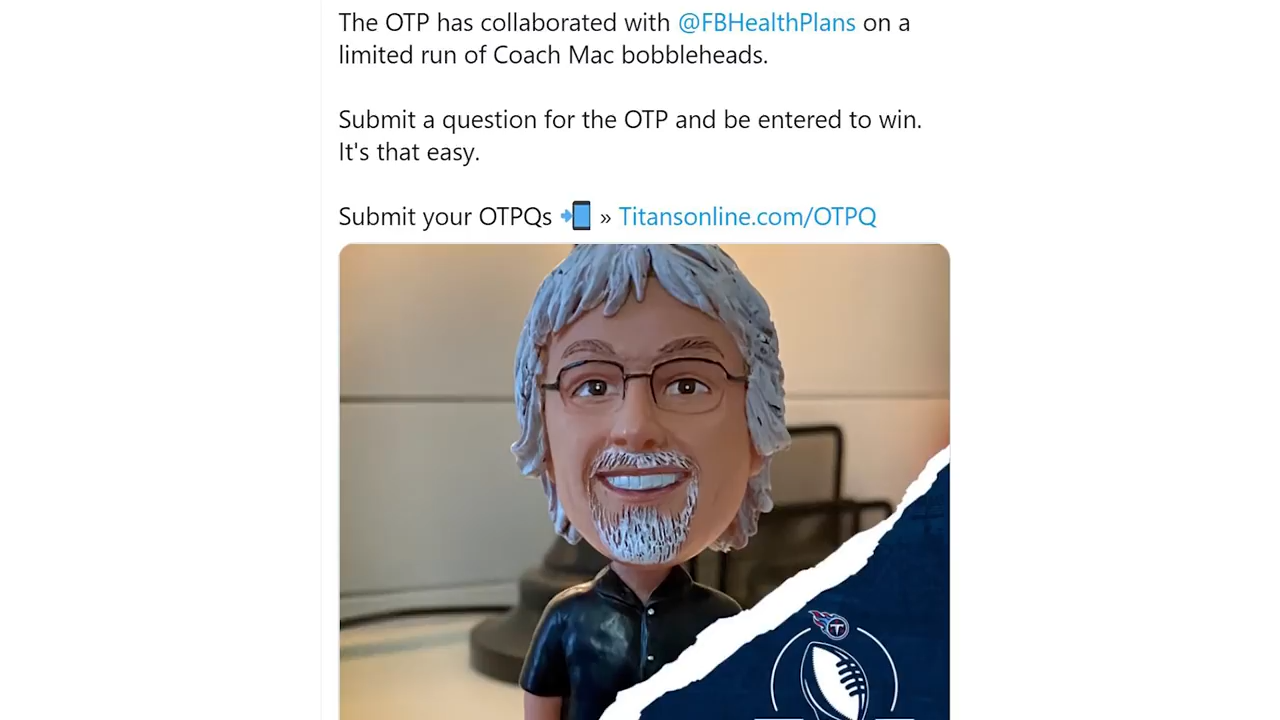 The OTP has collaborated with @FBHealthPlans on a
limited run of Coach Mac bobbleheads.
Submit a question for the OTP and be entered to win.
It's that easy.
Submit your OTPQs 📲 » Titansonline.com/OTPQ
T